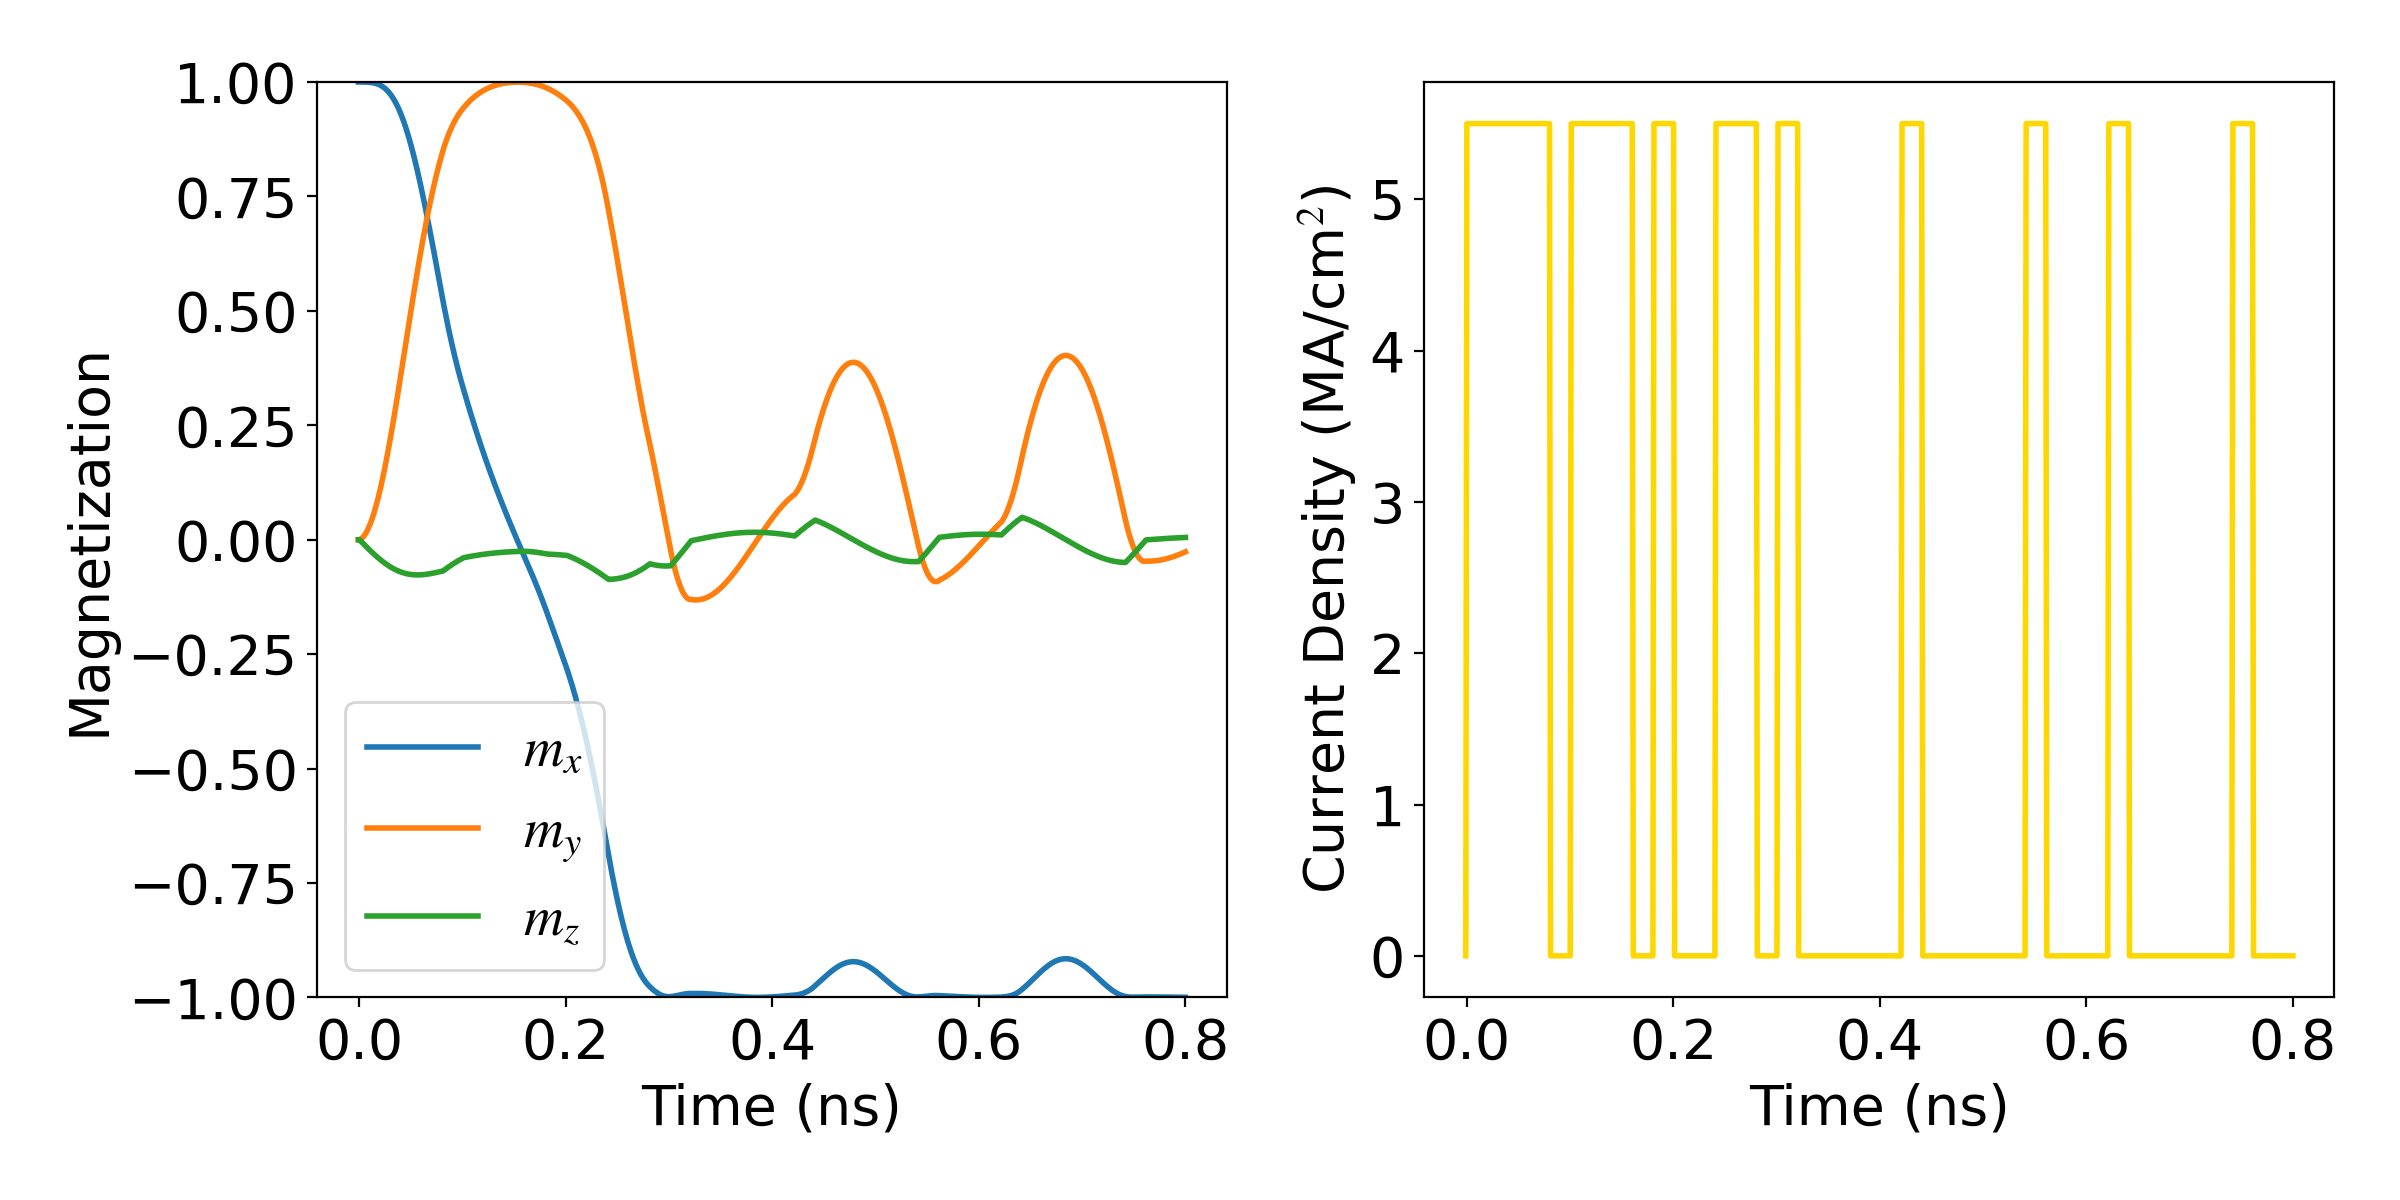 Magnetization
1.00
0.75
0.50
0.25
0.00
−0.25
−0.50
−0.75
−1.00
m_x
m_y
m_z
0.0 0.2 0.4 0.6 0.8
Time (ns)
Current Density (MA/cm²)
5
4
3
2
1
0
0.0 0.2 0.4 0.6 0.8
Time (ns)